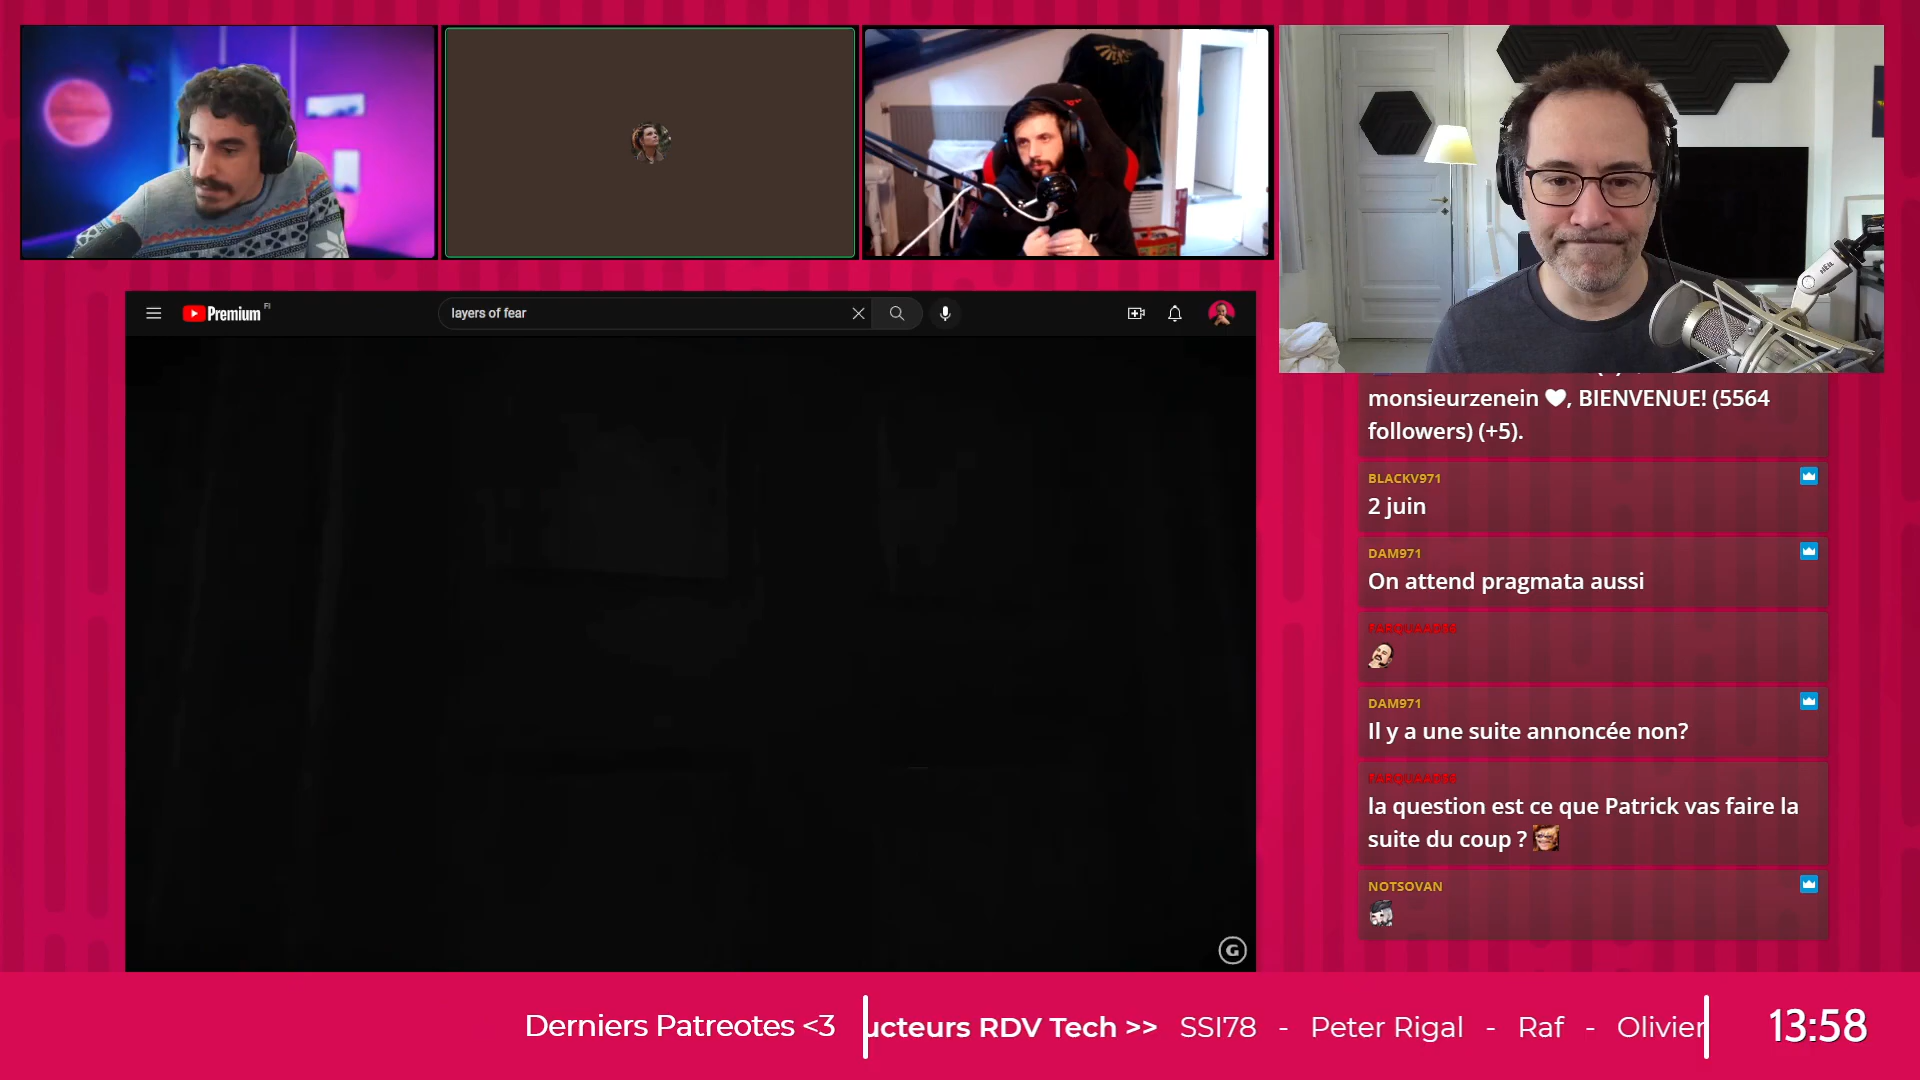 Premium FI
layers of fear
monsieurzenein 🤍, BIENVENUE! (5564
followers) (+5).
BLACKV971
2 juin
DAM971
On attend pragmata aussi
DAM971
Il y a une suite annoncée non?
la question est ce que Patrick vas faire la
suite du coup ?
NOTSOVAN
G
Derniers Patreotes <3
ucteurs RDV Tech >> SSI78 - Peter Rigal - Raf - Olivier
13:58